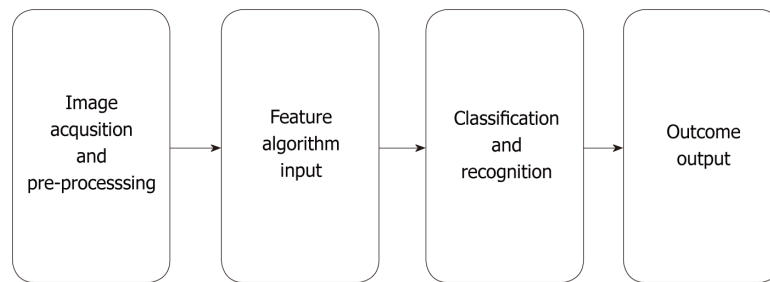 Image
acqusition
and
pre-processsing
Feature
algorithm
input
Classification
and
recognition
Outcome
output